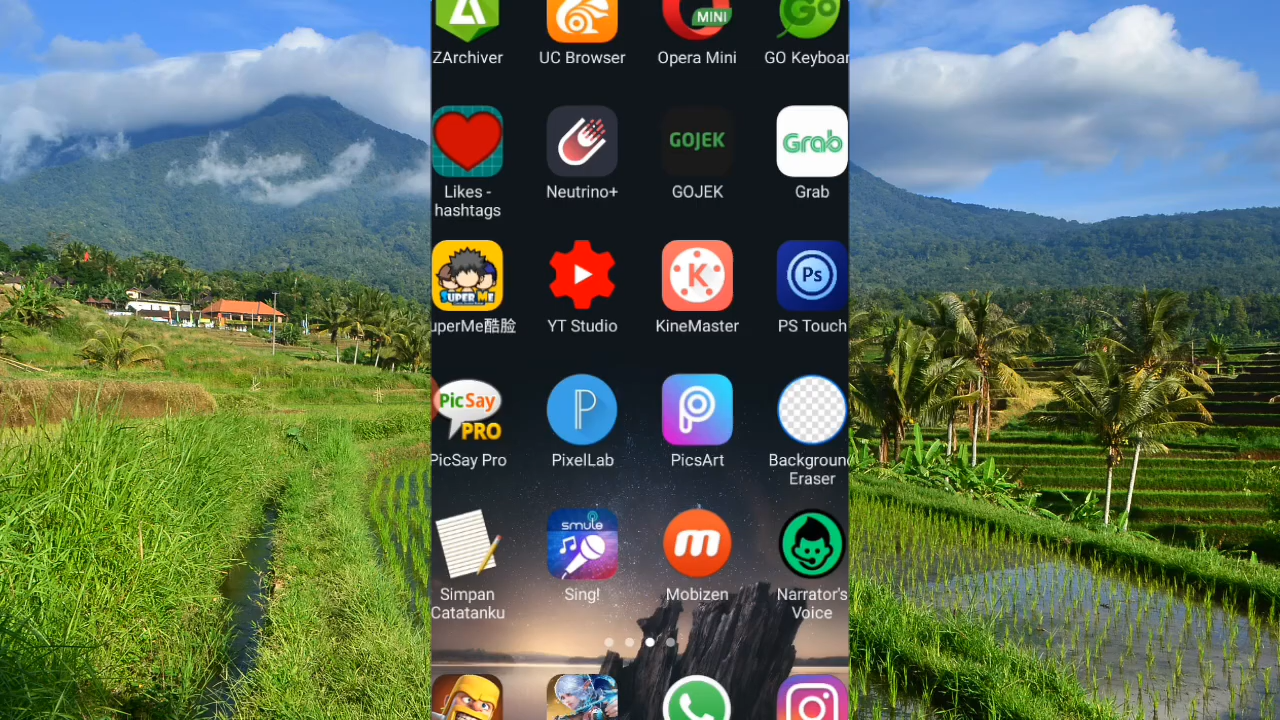 MINI
GO
ZArchiver
UC Browser
Opera Mini
GO Keyboar
GOJEK
Grab
Likes -
hashtags
Neutrino+
GOJEK
Grab
SUPER ME
K
Ps
uperMe酷脸
YT Studio
KineMaster
PS Touch
PicSay
PRO
P
PicSay Pro
PixelLab
PicsArt
Background
Eraser
smule
m
Simpan
Catatanku
Sing!
Mobizen
Narrator's
Voice